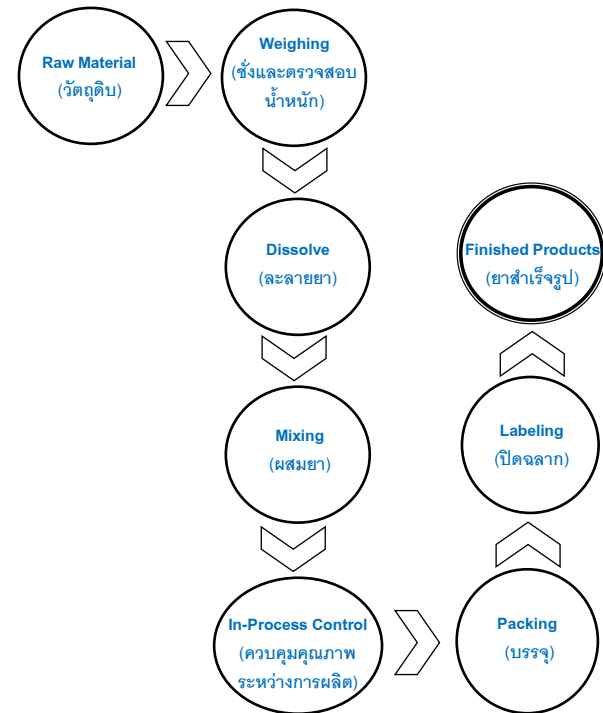 Raw Material
(วัตถุดิบ)
Weighing
(ชั่งและตรวจสอบ
น้ำหนัก)
Dissolve
(ละลายยา)
Mixing
(ผสมยา)
In-Process Control
(ควบคุมคุณภาพ
ระหว่างการผลิต)
Packing
(บรรจุ)
Labeling
(ปิดฉลาก)
Finished Products
(ยาสำเร็จรูป)